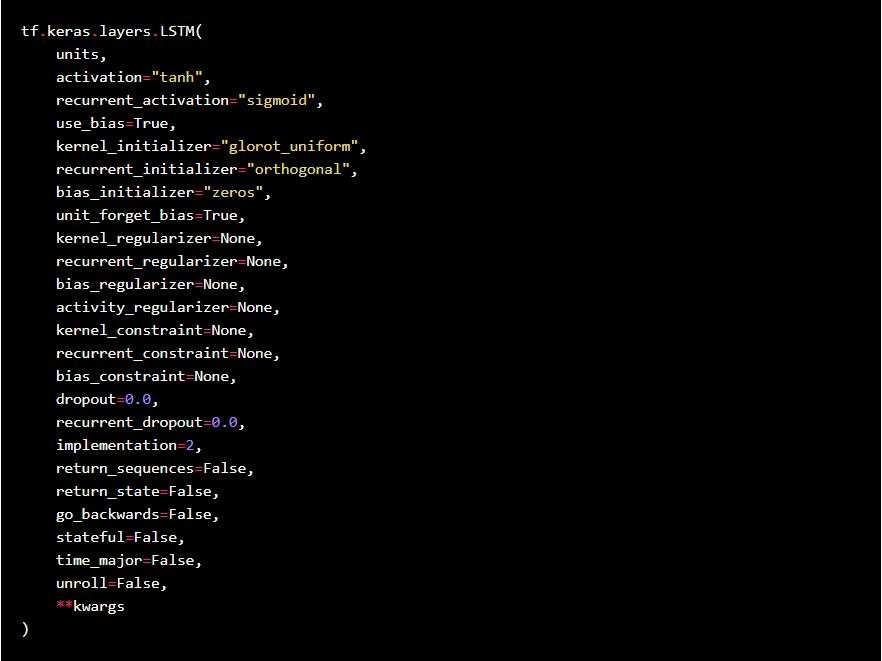 tf.keras.layers.LSTM(
    units,
    activation="tanh",
    recurrent_activation="sigmoid",
    use_bias=True,
    kernel_initializer="glorot_uniform",
    recurrent_initializer="orthogonal",
    bias_initializer="zeros",
    unit_forget_bias=True,
    kernel_regularizer=None,
    recurrent_regularizer=None,
    bias_regularizer=None,
    activity_regularizer=None,
    kernel_constraint=None,
    recurrent_constraint=None,
    bias_constraint=None,
    dropout=0.0,
    recurrent_dropout=0.0,
    implementation=2,
    return_sequences=False,
    return_state=False,
    go_backwards=False,
    stateful=False,
    time_major=False,
    unroll=False,
    **kwargs
)